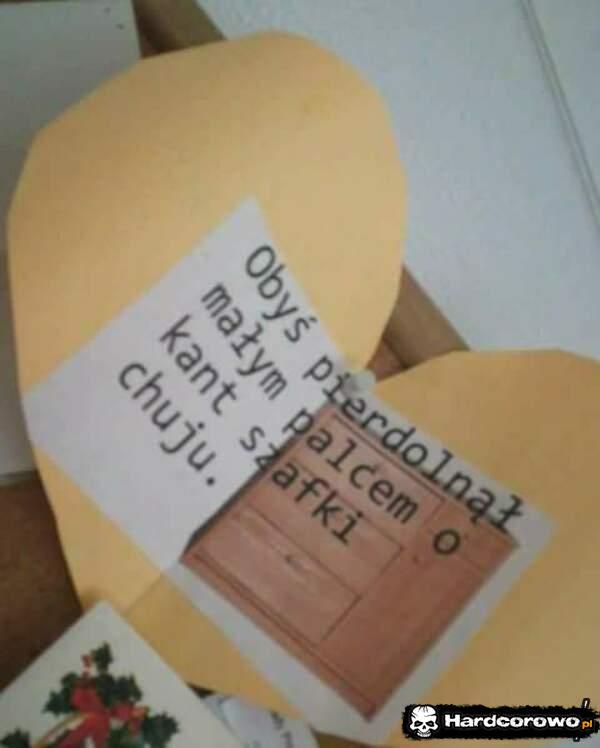 Obyś pierdolnął
małym palcem o
kant szafki
chuju.
Hardcorowo.pl